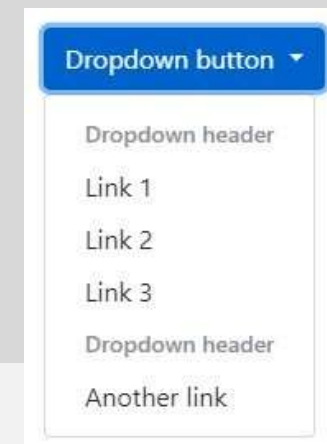 Dropdown button
Dropdown header
Link 1
Link 2
Link 3
Dropdown header
Another link